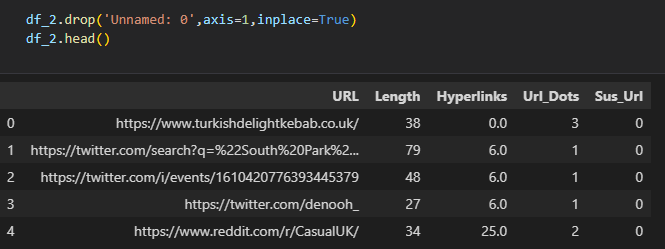 df_2.drop('Unnamed: 0',axis=1,inplace=True)
df_2.head()
URL Length Hyperlinks Url_Dots Sus_Url
0 https://www.turkishdelightkebab.co.uk/ 38 0.0 3 0
1 https://twitter.com/search?q=%22South%20Park%2... 79 6.0 1 0
2 https://twitter.com/i/events/1610420776393445379 48 6.0 1 0
3 https://twitter.com/denooh_ 27 6.0 1 0
4 https://www.reddit.com/r/CasualUK/ 34 25.0 2 0